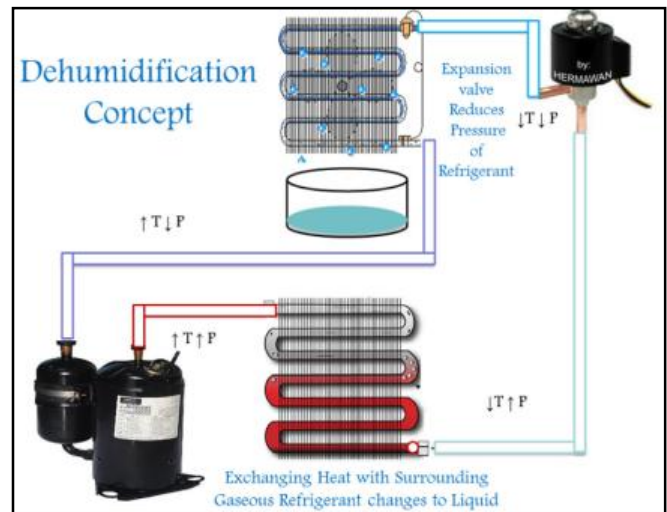 Dehumidification
Concept
Expansion
valve
Reduces
Pressure
of
Refrigerant
by:
HERMAWAN
↓T↓P
↑T↓P
↑T↑P
↓T↑P
Exchanging Heat with Surrounding
Gaseous Refrigerant changes to Liquid